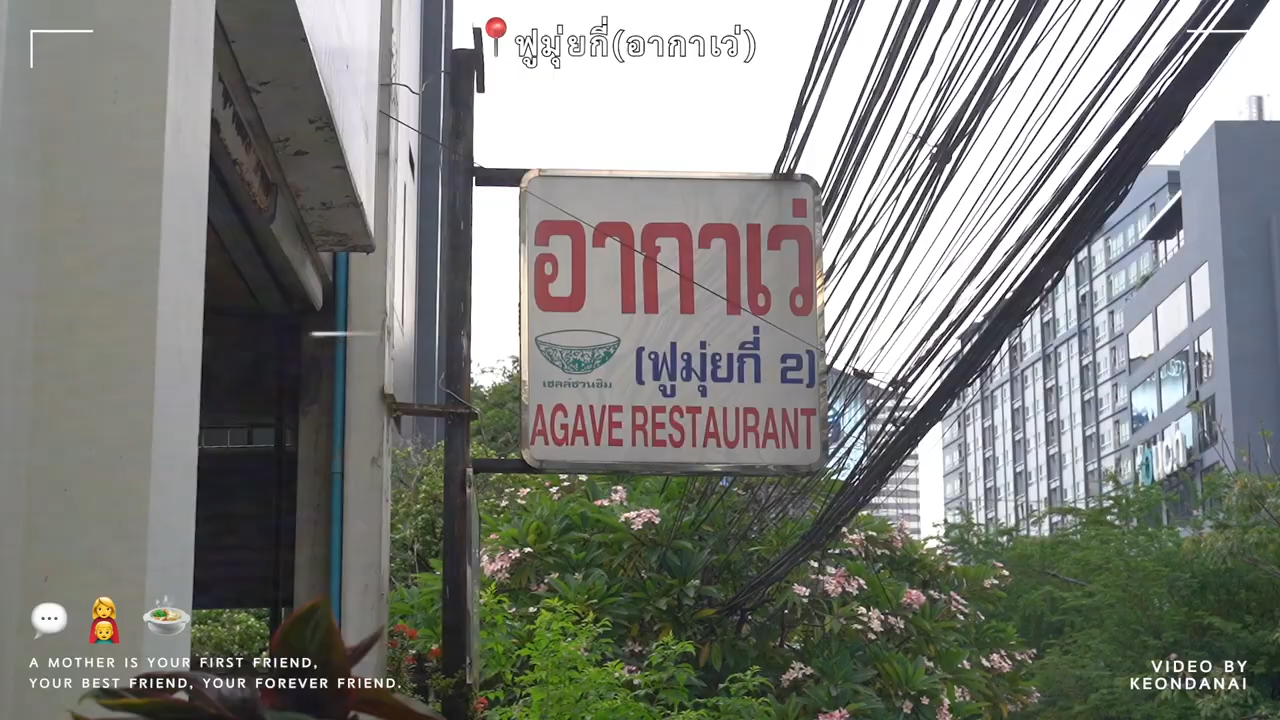 ฟูมุ่ยกี่(อากาเว่)
อากาเว่
(ฟูมุ่ยกี่ 2)
เชลล์ชวนชิม
AGAVE RESTAURANT
A MOTHER IS YOUR FIRST FRIEND,
YOUR BEST FRIEND, YOUR FOREVER FRIEND.
VIDEO BY
KEONDANAI